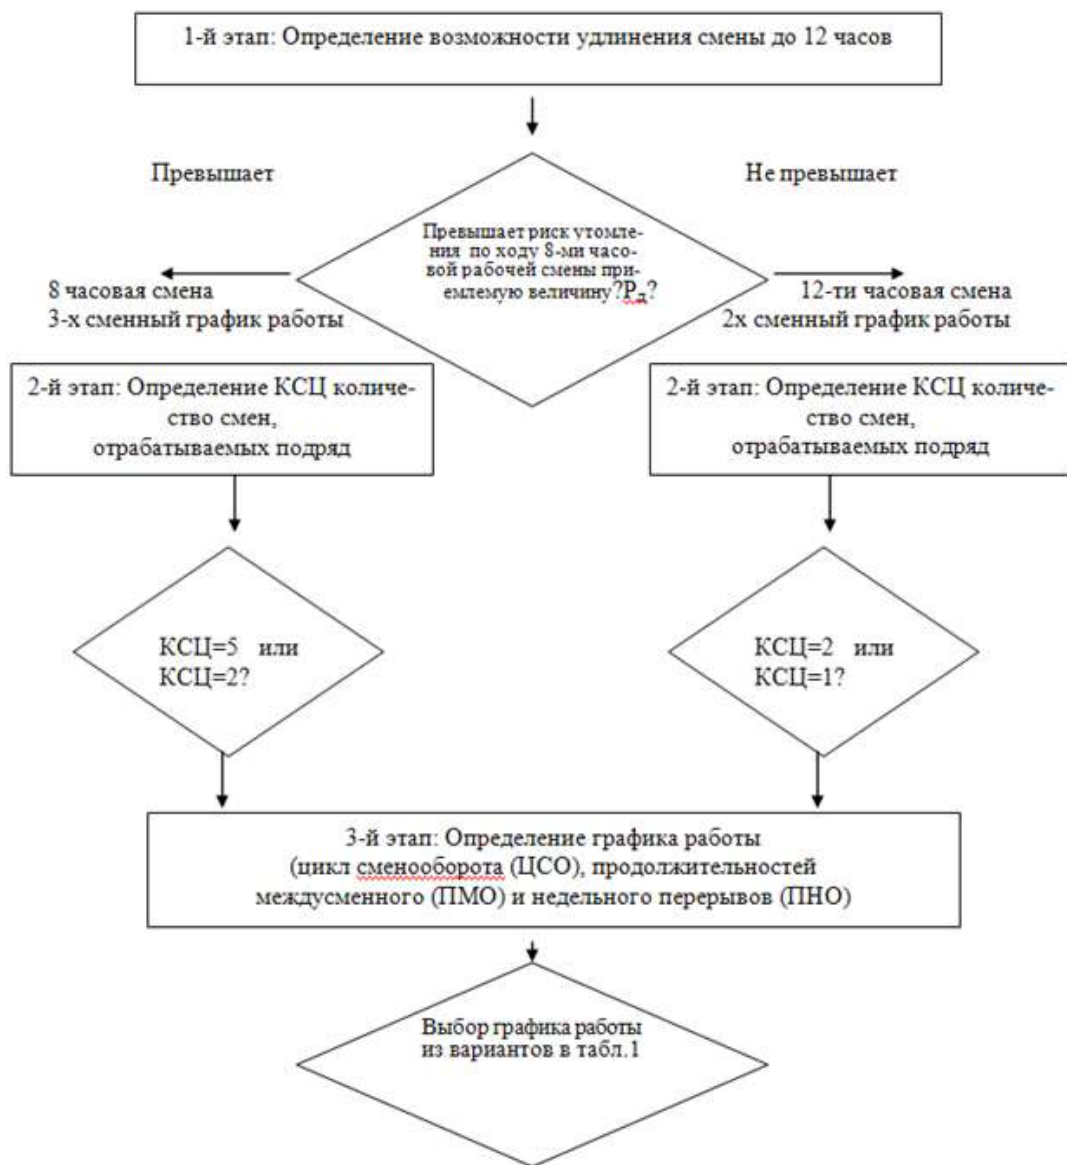 1-й этап: Определение возможности удлинения смены до 12 часов
Превышает
Не превышает
Превышает риск утомле-
ния по ходу 8-ми часо-
вой рабочей смены при-
емлемую величину?Рд?
8 часовая смена
3-х сменный график работы
12-ти часовая смена
2х сменный график работы
2-й этап: Определение КСЦ количе-
ство смен,
отрабатываемых подряд
2-й этап: Определение КСЦ количе-
ство смен,
отрабатываемых подряд
КСЦ=5 или
КСЦ=2?
КСЦ=2 или
КСЦ=1?
3-й этап: Определение графика работы
(цикл сменооборота (ЦСО), продолжительностей
междусменного (ПМО) и недельного перерывов (ПНО)
Выбор графика работы
из вариантов в табл.1